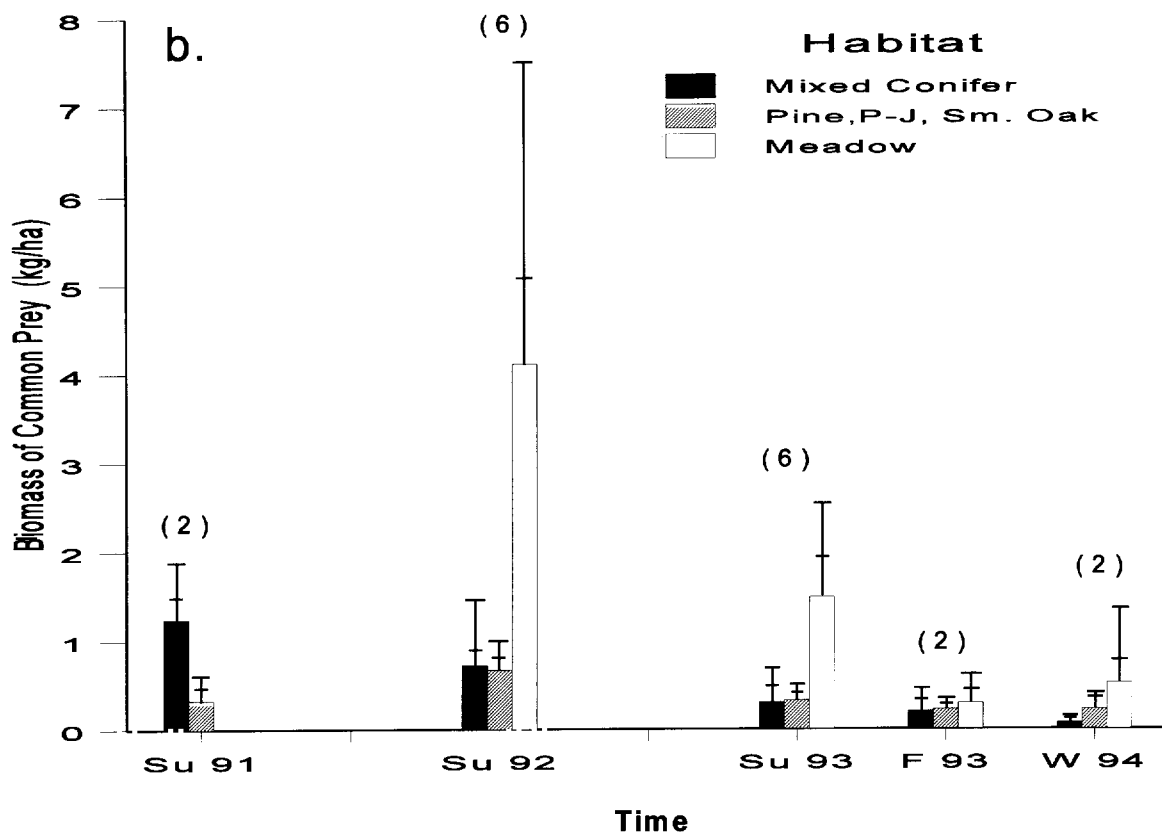 b.
Habitat
Mixed Conifer
Pine,P-J, Sm. Oak
Meadow
Biomass of Common Prey (kg/ha)
8
7
6
5
4
3
2
1
0
(2)
(6)
(6)
(2)
(2)
Su 91
Su 92
Su 93
F 93
W 94
Time